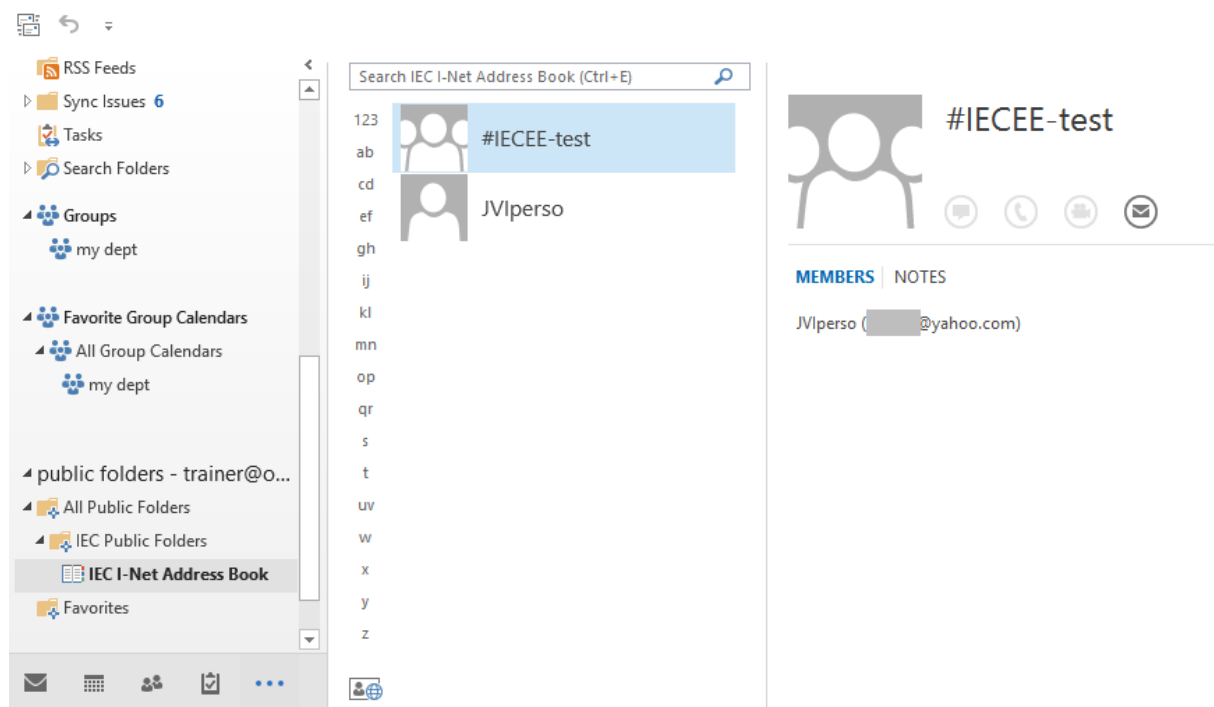 RSS Feeds
Sync Issues 6
Tasks
Search Folders
Groups
my dept
Favorite Group Calendars
All Group Calendars
my dept
public folders - trainer@o...
All Public Folders
IEC Public Folders
IEC I-Net Address Book
Favorites
Search IEC I-Net Address Book (Ctrl+E)
123
ab
cd
ef
gh
ij
kl
mn
op
qr
s
t
uv
w
x
y
z
#IECEE-test
JVIperso
#IECEE-test
MEMBERS NOTES
JVIperso ( @yahoo.com)